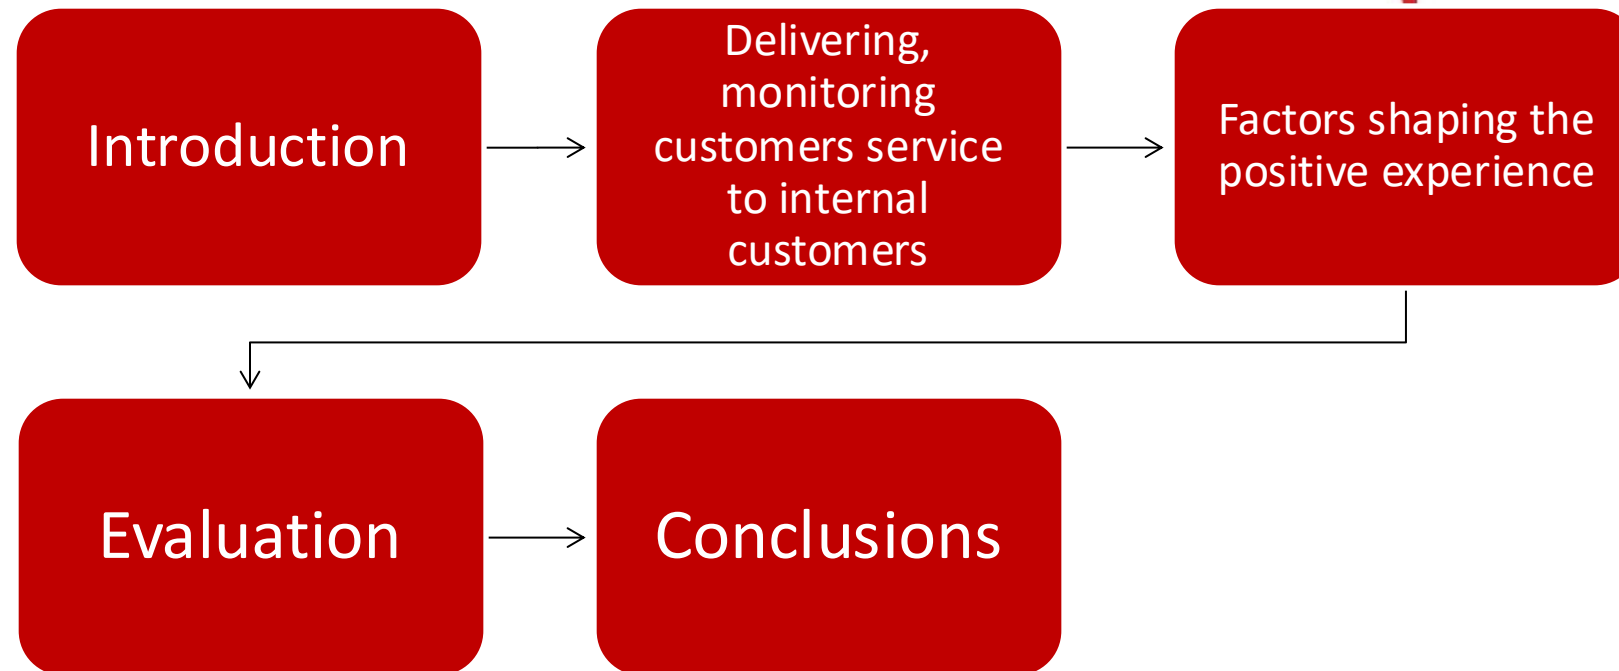 Introduction
Delivering,
monitoring
customers service
to internal
customers
Factors shaping the
positive experience
Evaluation
Conclusions